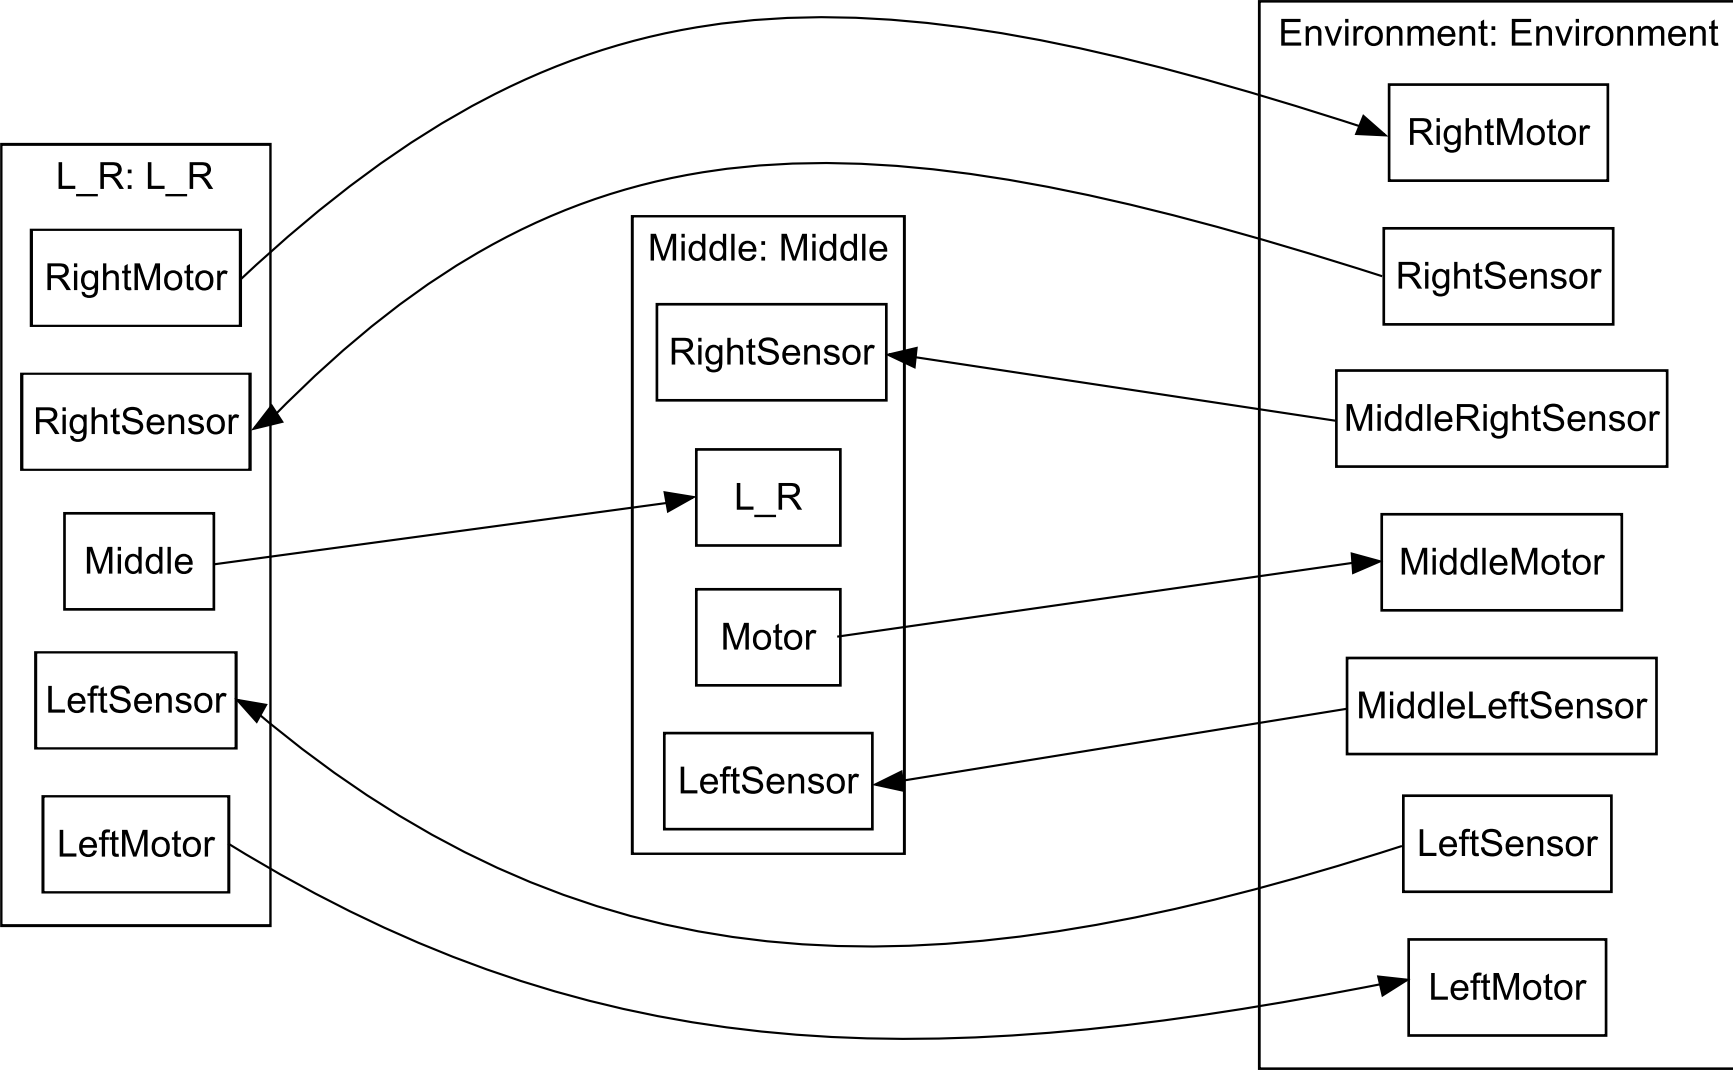 L_R: L_R
RightMotor
RightSensor
Middle
LeftSensor
LeftMotor
Middle: Middle
RightSensor
L_R
Motor
LeftSensor
Environment: Environment
RightMotor
RightSensor
MiddleRightSensor
MiddleMotor
MiddleLeftSensor
LeftSensor
LeftMotor